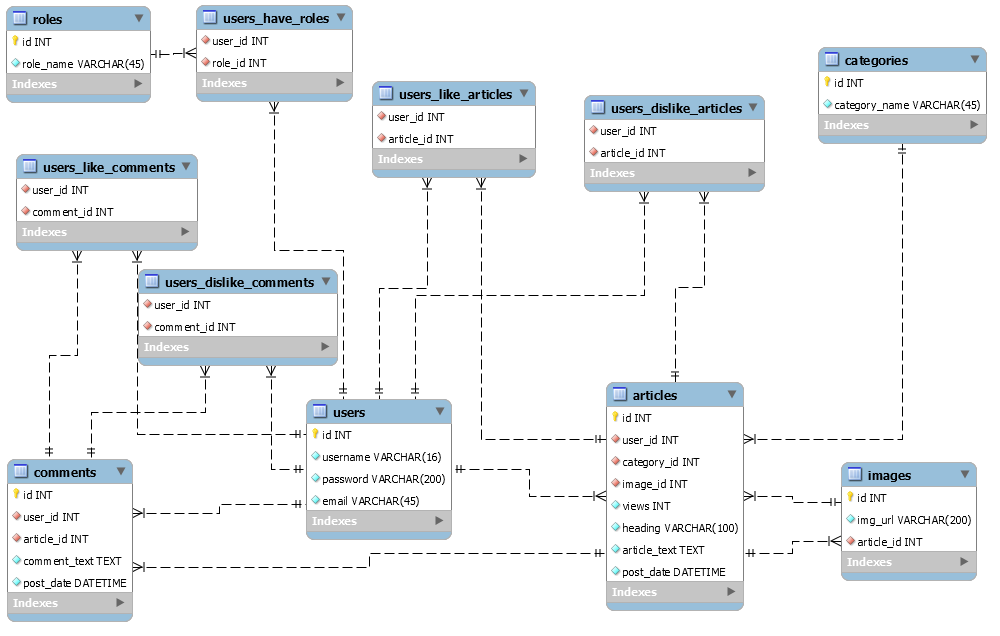 roles
id INT
role_name VARCHAR(45)
Indexes
users_have_roles
user_id INT
role_id INT
Indexes
users_like_articles
user_id INT
article_id INT
Indexes
users_dislike_articles
user_id INT
article_id INT
Indexes
categories
id INT
category_name VARCHAR(45)
Indexes
users_like_comments
user_id INT
comment_id INT
Indexes
users_dislike_comments
user_id INT
comment_id INT
Indexes
users
id INT
username VARCHAR(16)
password VARCHAR(200)
email VARCHAR(45)
Indexes
articles
id INT
user_id INT
category_id INT
image_id INT
views INT
heading VARCHAR(100)
article_text TEXT
post_date DATETIME
Indexes
comments
id INT
user_id INT
article_id INT
comment_text TEXT
post_date DATETIME
Indexes
images
id INT
img_url VARCHAR(200)
article_id INT
Indexes